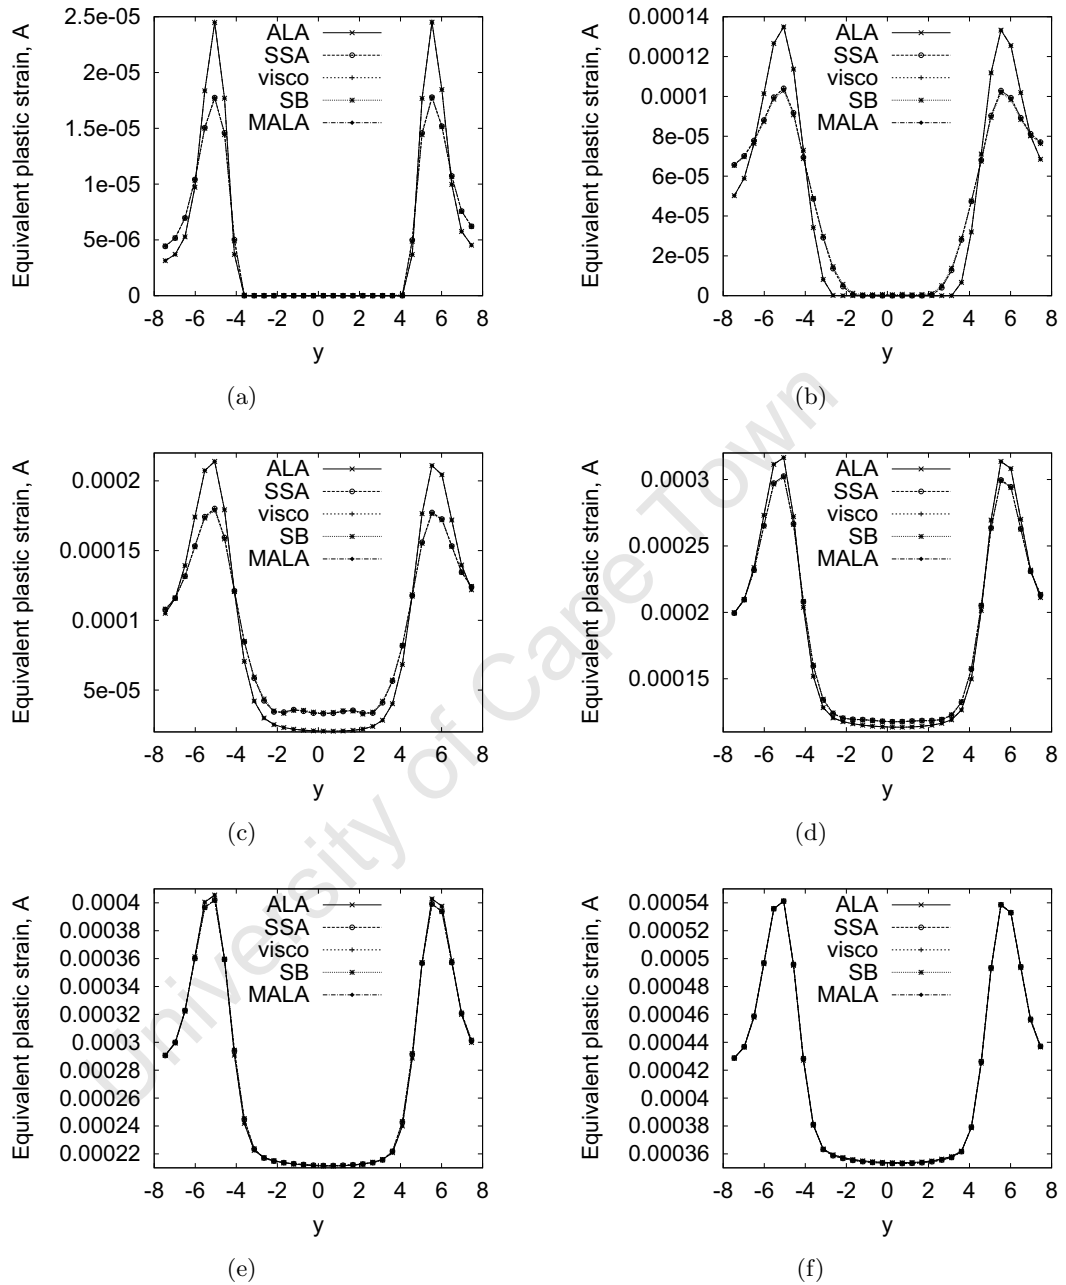 Equivalent plastic strain, A
2.5e-05
2e-05
1.5e-05
1e-05
5e-06
0
-8 -6 -4 -2 0 2 4 6 8
y
ALA
SSA
visco
SB
MALA
(a)
Equivalent plastic strain, A
0.00014
0.00012
0.0001
8e-05
6e-05
4e-05
2e-05
0
-8 -6 -4 -2 0 2 4 6 8
y
ALA
SSA
visco
SB
MALA
(b)
Equivalent plastic strain, A
0.0002
0.00015
0.0001
5e-05
-8 -6 -4 -2 0 2 4 6 8
y
ALA
SSA
visco
SB
MALA
(c)
Equivalent plastic strain, A
0.0003
0.00025
0.0002
0.00015
-8 -6 -4 -2 0 2 4 6 8
y
ALA
SSA
visco
SB
MALA
(d)
Equivalent plastic strain, A
0.0004
0.00038
0.00036
0.00034
0.00032
0.0003
0.00028
0.00026
0.00024
0.00022
-8 -6 -4 -2 0 2 4 6 8
y
ALA
SSA
visco
SB
MALA
(e)
Equivalent plastic strain, A
0.00054
0.00052
0.0005
0.00048
0.00046
0.00044
0.00042
0.0004
0.00038
0.00036
-8 -6 -4 -2 0 2 4 6 8
y
ALA
SSA
visco
SB
MALA
(f)
University of Cape Town